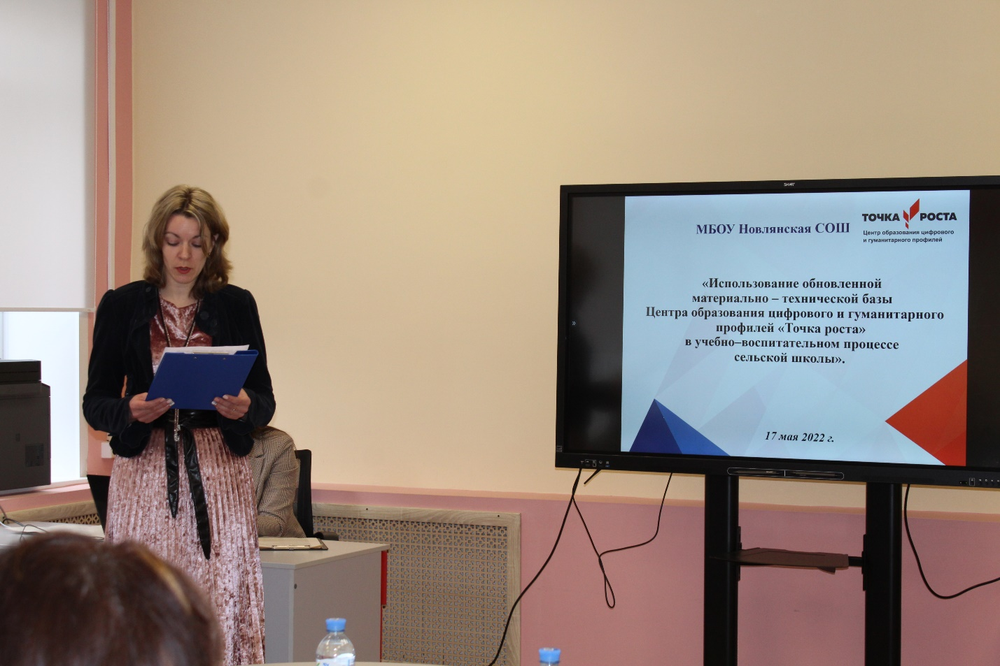 SMART
ТОЧКА РОСТА
Центр образования цифрового
и гуманитарного профилей
МБОУ Новлянская СОШ
«Использование обновленной
материально – технической базы
Центра образования цифрового и гуманитарного
профилей «Точка роста»
в учебно–воспитательном процессе
сельской школы».
17 мая 2022 г.